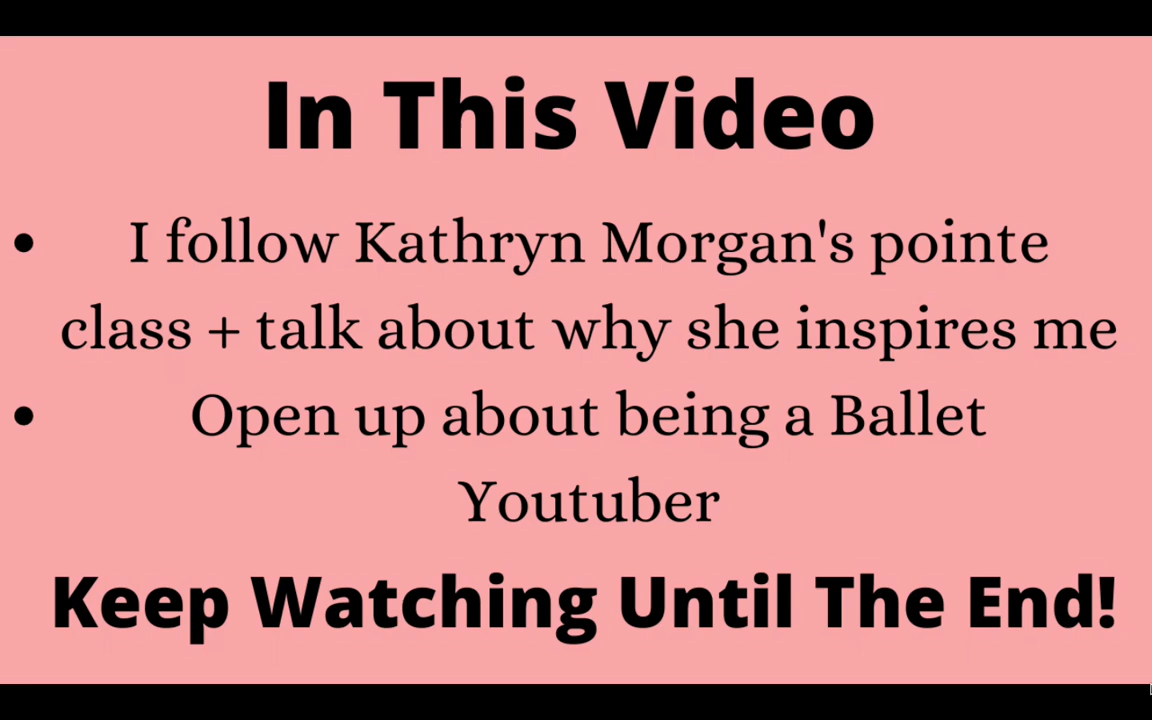 In This Video
• I follow Kathryn Morgan's pointe
class + talk about why she inspires me
• Open up about being a Ballet
Youtuber
Keep Watching Until The End!